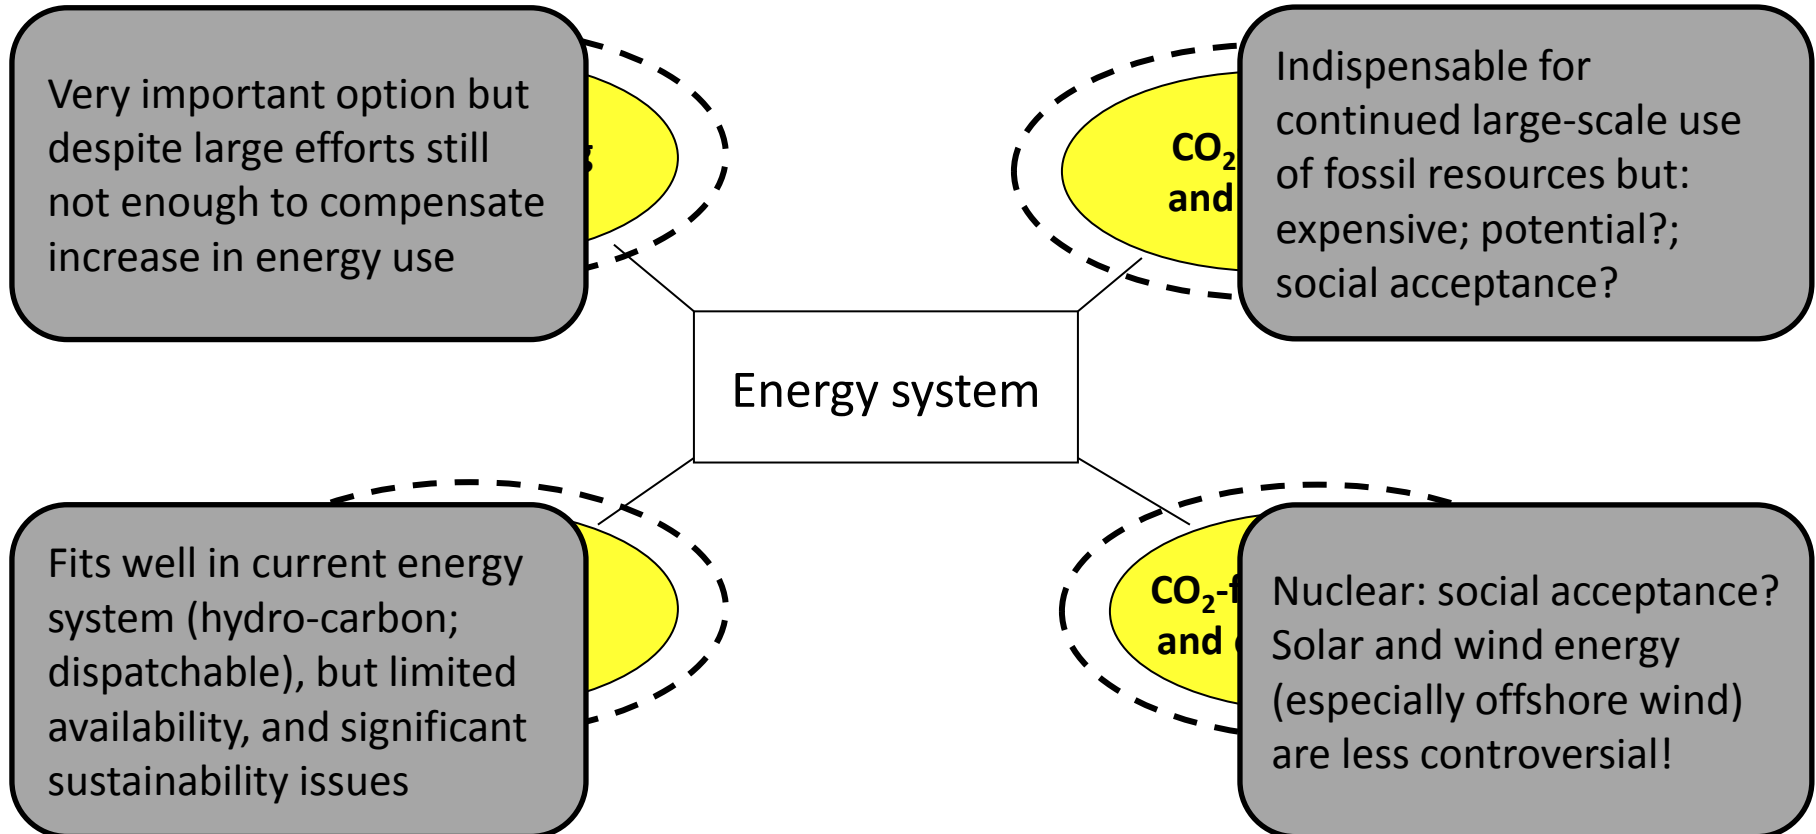 Very important option but
despite large efforts still
not enough to compensate
increase in energy use
CO₂
and
Indispensable for
continued large-scale use
of fossil resources but:
expensive; potential?;
social acceptance?
Energy system
Fits well in current energy
system (hydro-carbon;
dispatchable), but limited
availability, and significant
sustainability issues
CO₂-f
and
Nuclear: social acceptance?
Solar and wind energy
(especially offshore wind)
are less controversial!